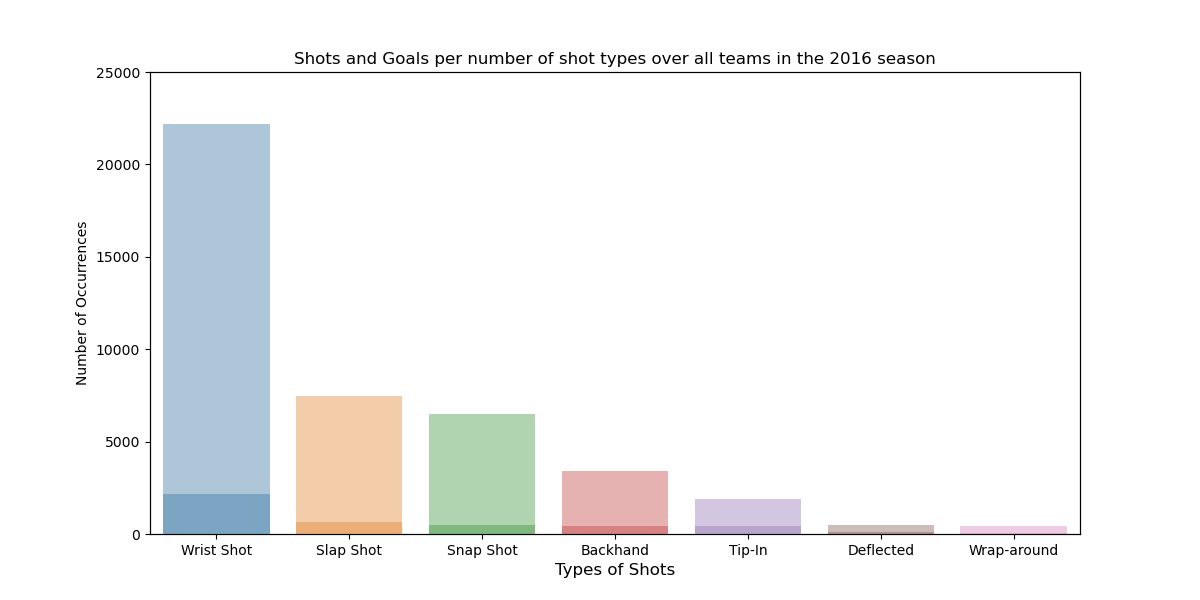 Shots and Goals per number of shot types over all teams in the 2016 season
25000
20000
15000
10000
5000
0
Number of Occurrences
Wrist Shot Slap Shot Snap Shot Backhand Tip-In Deflected Wrap-around
Types of Shots